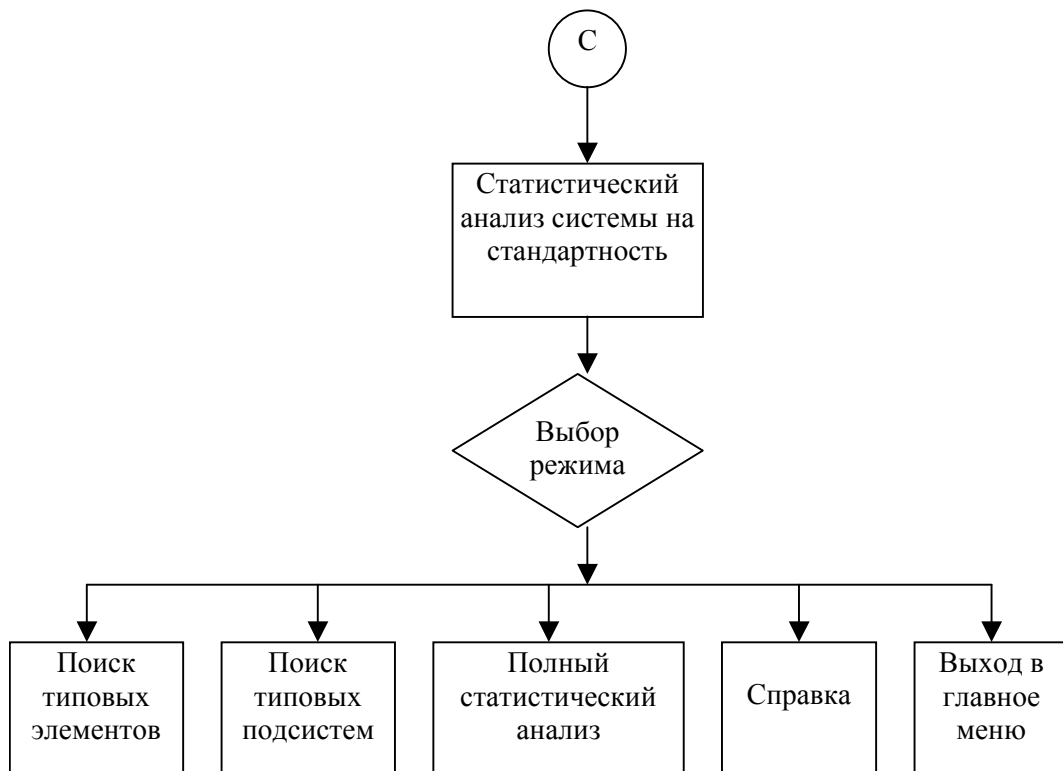 С
Статистический
анализ системы на
стандартность
Выбор
режима
Поиск
типовых
элементов
Поиск
типовых
подсистем
Полный
статистический
анализ
Справка
Выход в
главное
меню